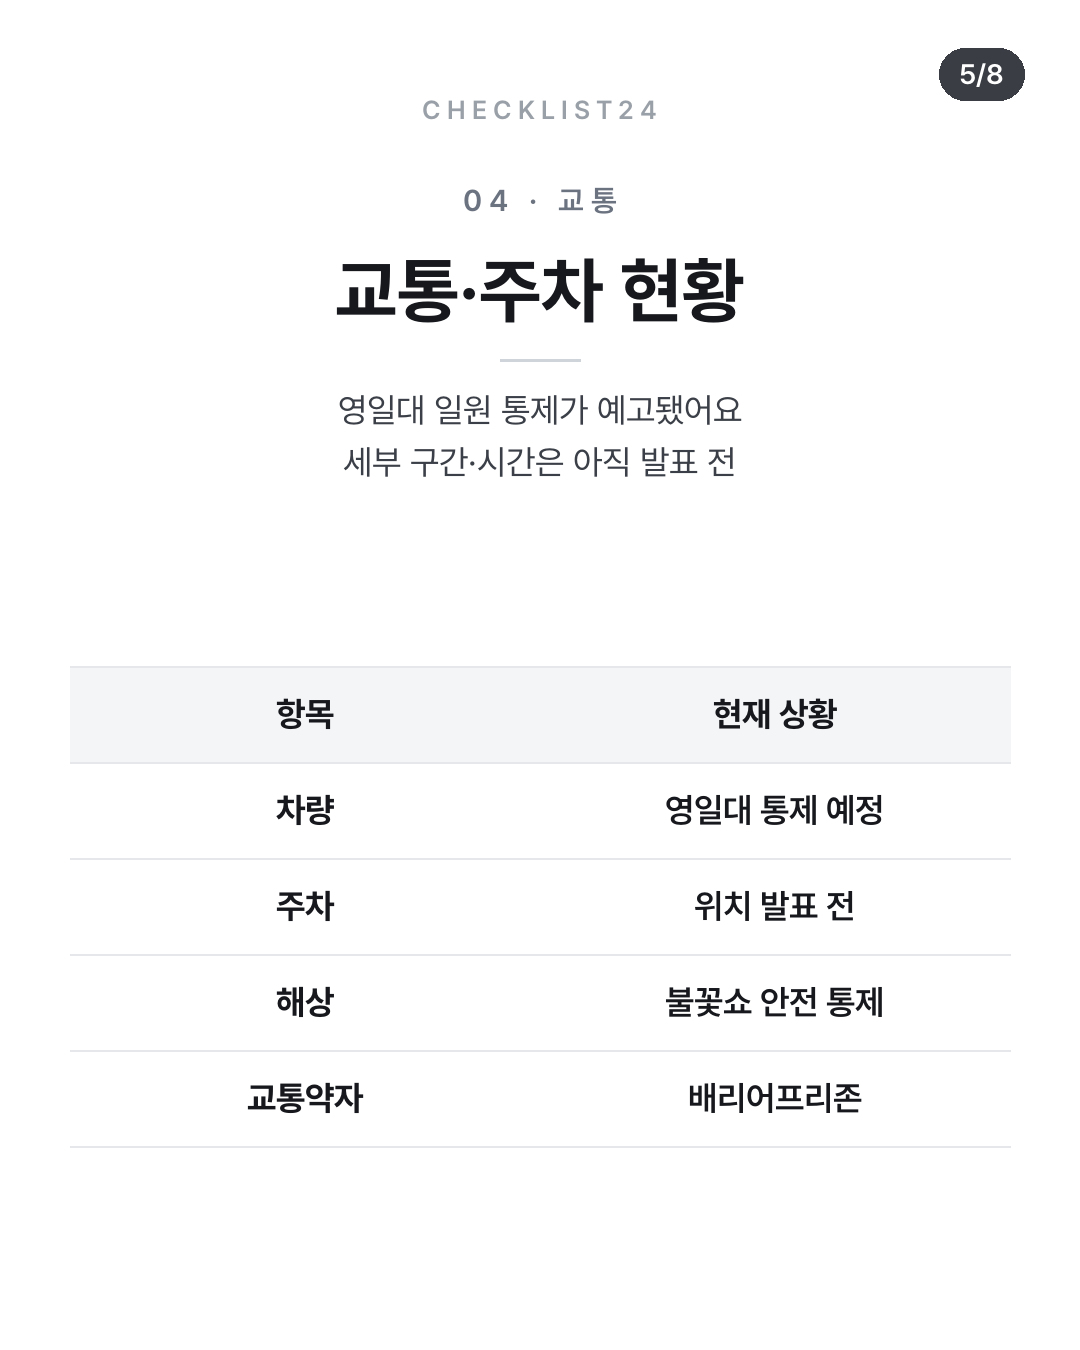 5/8
CHECKLIST24
04 · 교통
교통·주차 현황
영일대 일원 통제가 예고됐어요
세부 구간·시간은 아직 발표 전
항목 현재 상황
차량 영일대 통제 예정
주차 위치 발표 전
해상 불꽃쇼 안전 통제
교통약자 배리어프리존